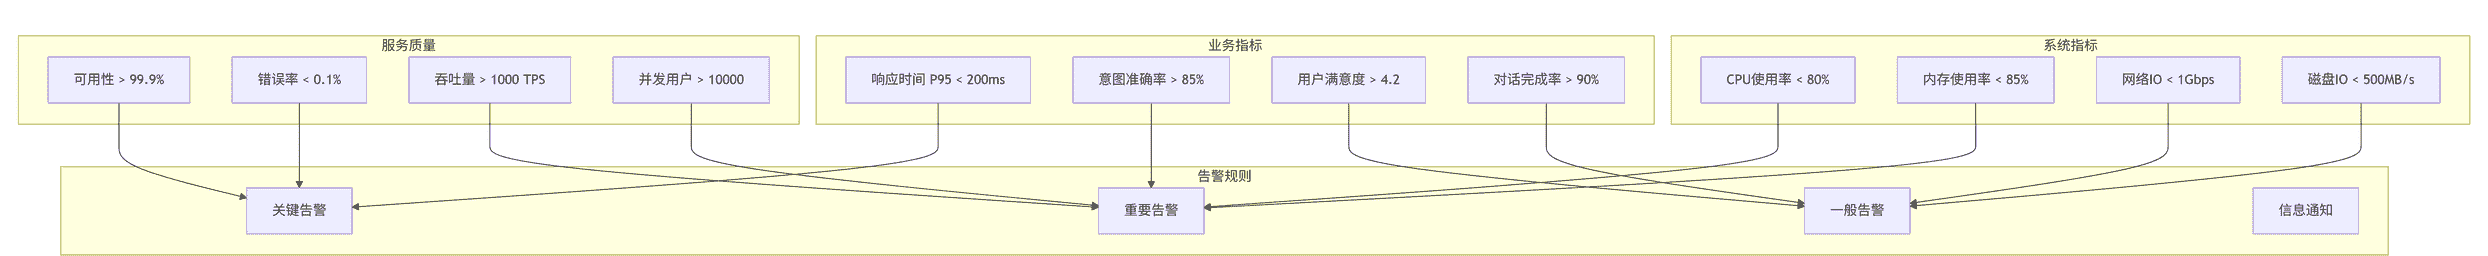 服务质量
可用性 > 99.9%
错误率 < 0.1%
吞吐量 > 1000 TPS
并发用户 > 10000
业务指标
响应时间 P95 < 200ms
意图准确率 > 85%
用户满意度 > 4.2
对话完成率 > 90%
系统指标
CPU使用率 < 80%
内存使用率 < 85%
网络IO < 1Gbps
磁盘IO < 500MB/s
告警规则
关键告警
重要告警
一般告警
信息通知